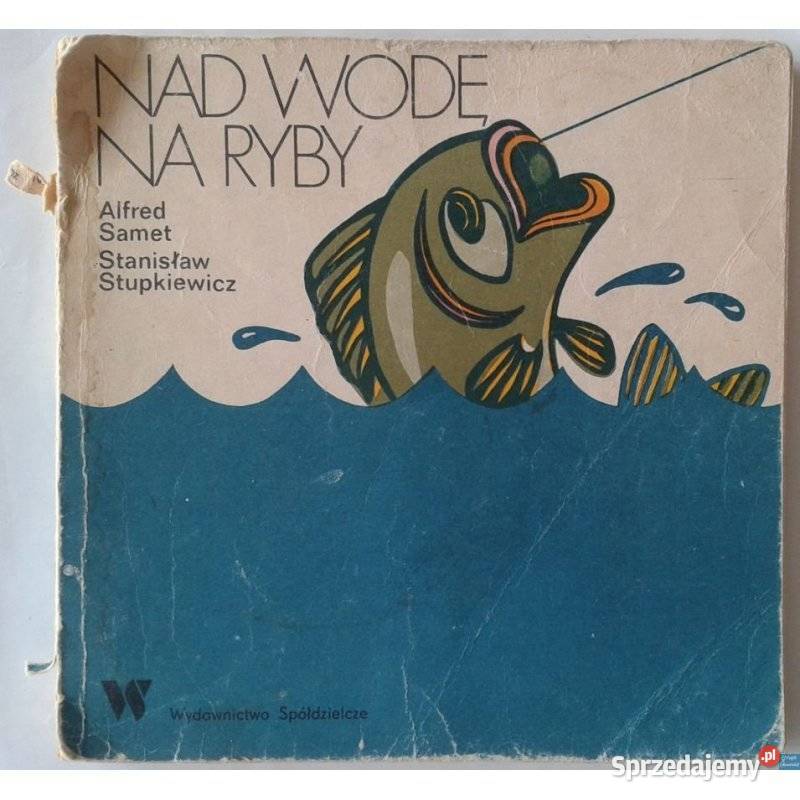 NAD WODĘ
NA RYBY
Alfred
Samet
Stanisław
Stupkiewicz
W
Wydawnictwo Spółdzielcze
Sprzedajemy.pl